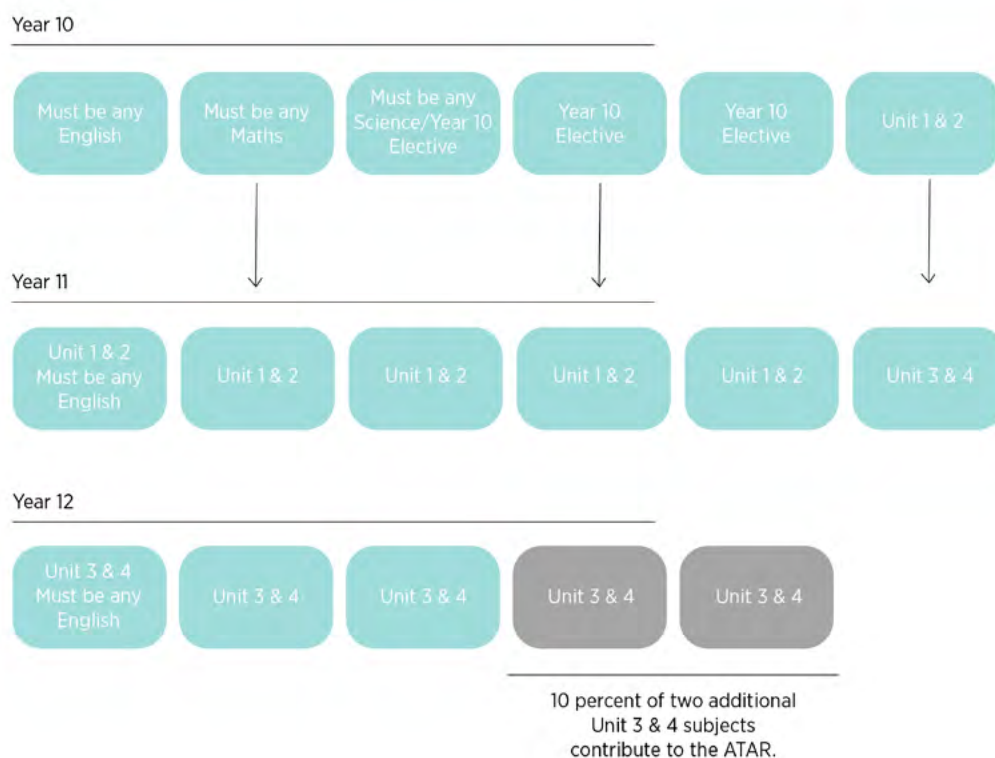 Year 10
Must be any
English
Must be any
Maths
Must be any
Science/Year 10
Elective
Year 10
Elective
Year 10
Elective
Unit 1 & 2
Year 11
Unit 1 & 2
Must be any
English
Unit 1 & 2
Unit 1 & 2
Unit 1 & 2
Unit 1 & 2
Unit 3 & 4
Year 12
Unit 3 & 4
Must be any
English
Unit 3 & 4
Unit 3 & 4
Unit 3 & 4
Unit 3 & 4
10 percent of two additional
Unit 3 & 4 subjects
contribute to the ATAR.